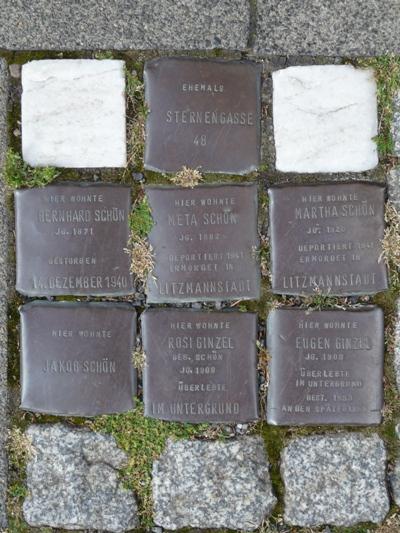 EHEMALS
STERNENGASSE
48
HIER WOHNTE
BERNHARD SCHÖN
JG. 1871
GESTORBEN
14. DEZEMBER 1940
HIER WOHNTE
META SCHÖN
JG. 1882
DEPORTIERT 1941
ERMORDET IN
LITZMANNSTADT
HIER WOHNTE
MARTHA SCHÖN
JG. 1920
DEPORTIERT 1941
ERMORDET IN
LITZMANNSTADT
HIER WOHNTE
JAKOB SCHÖN
HIER WOHNTE
ROSI GINZEL
GEB. SCHÖN
JG. 1909
ÜBERLEBTE
IM UNTERGRUND
HIER WOHNTE
EUGEN GINZEL
JG. 1908
ÜBERLEBTE
IM UNTERGRUND
GEST. 1953
AN DEN